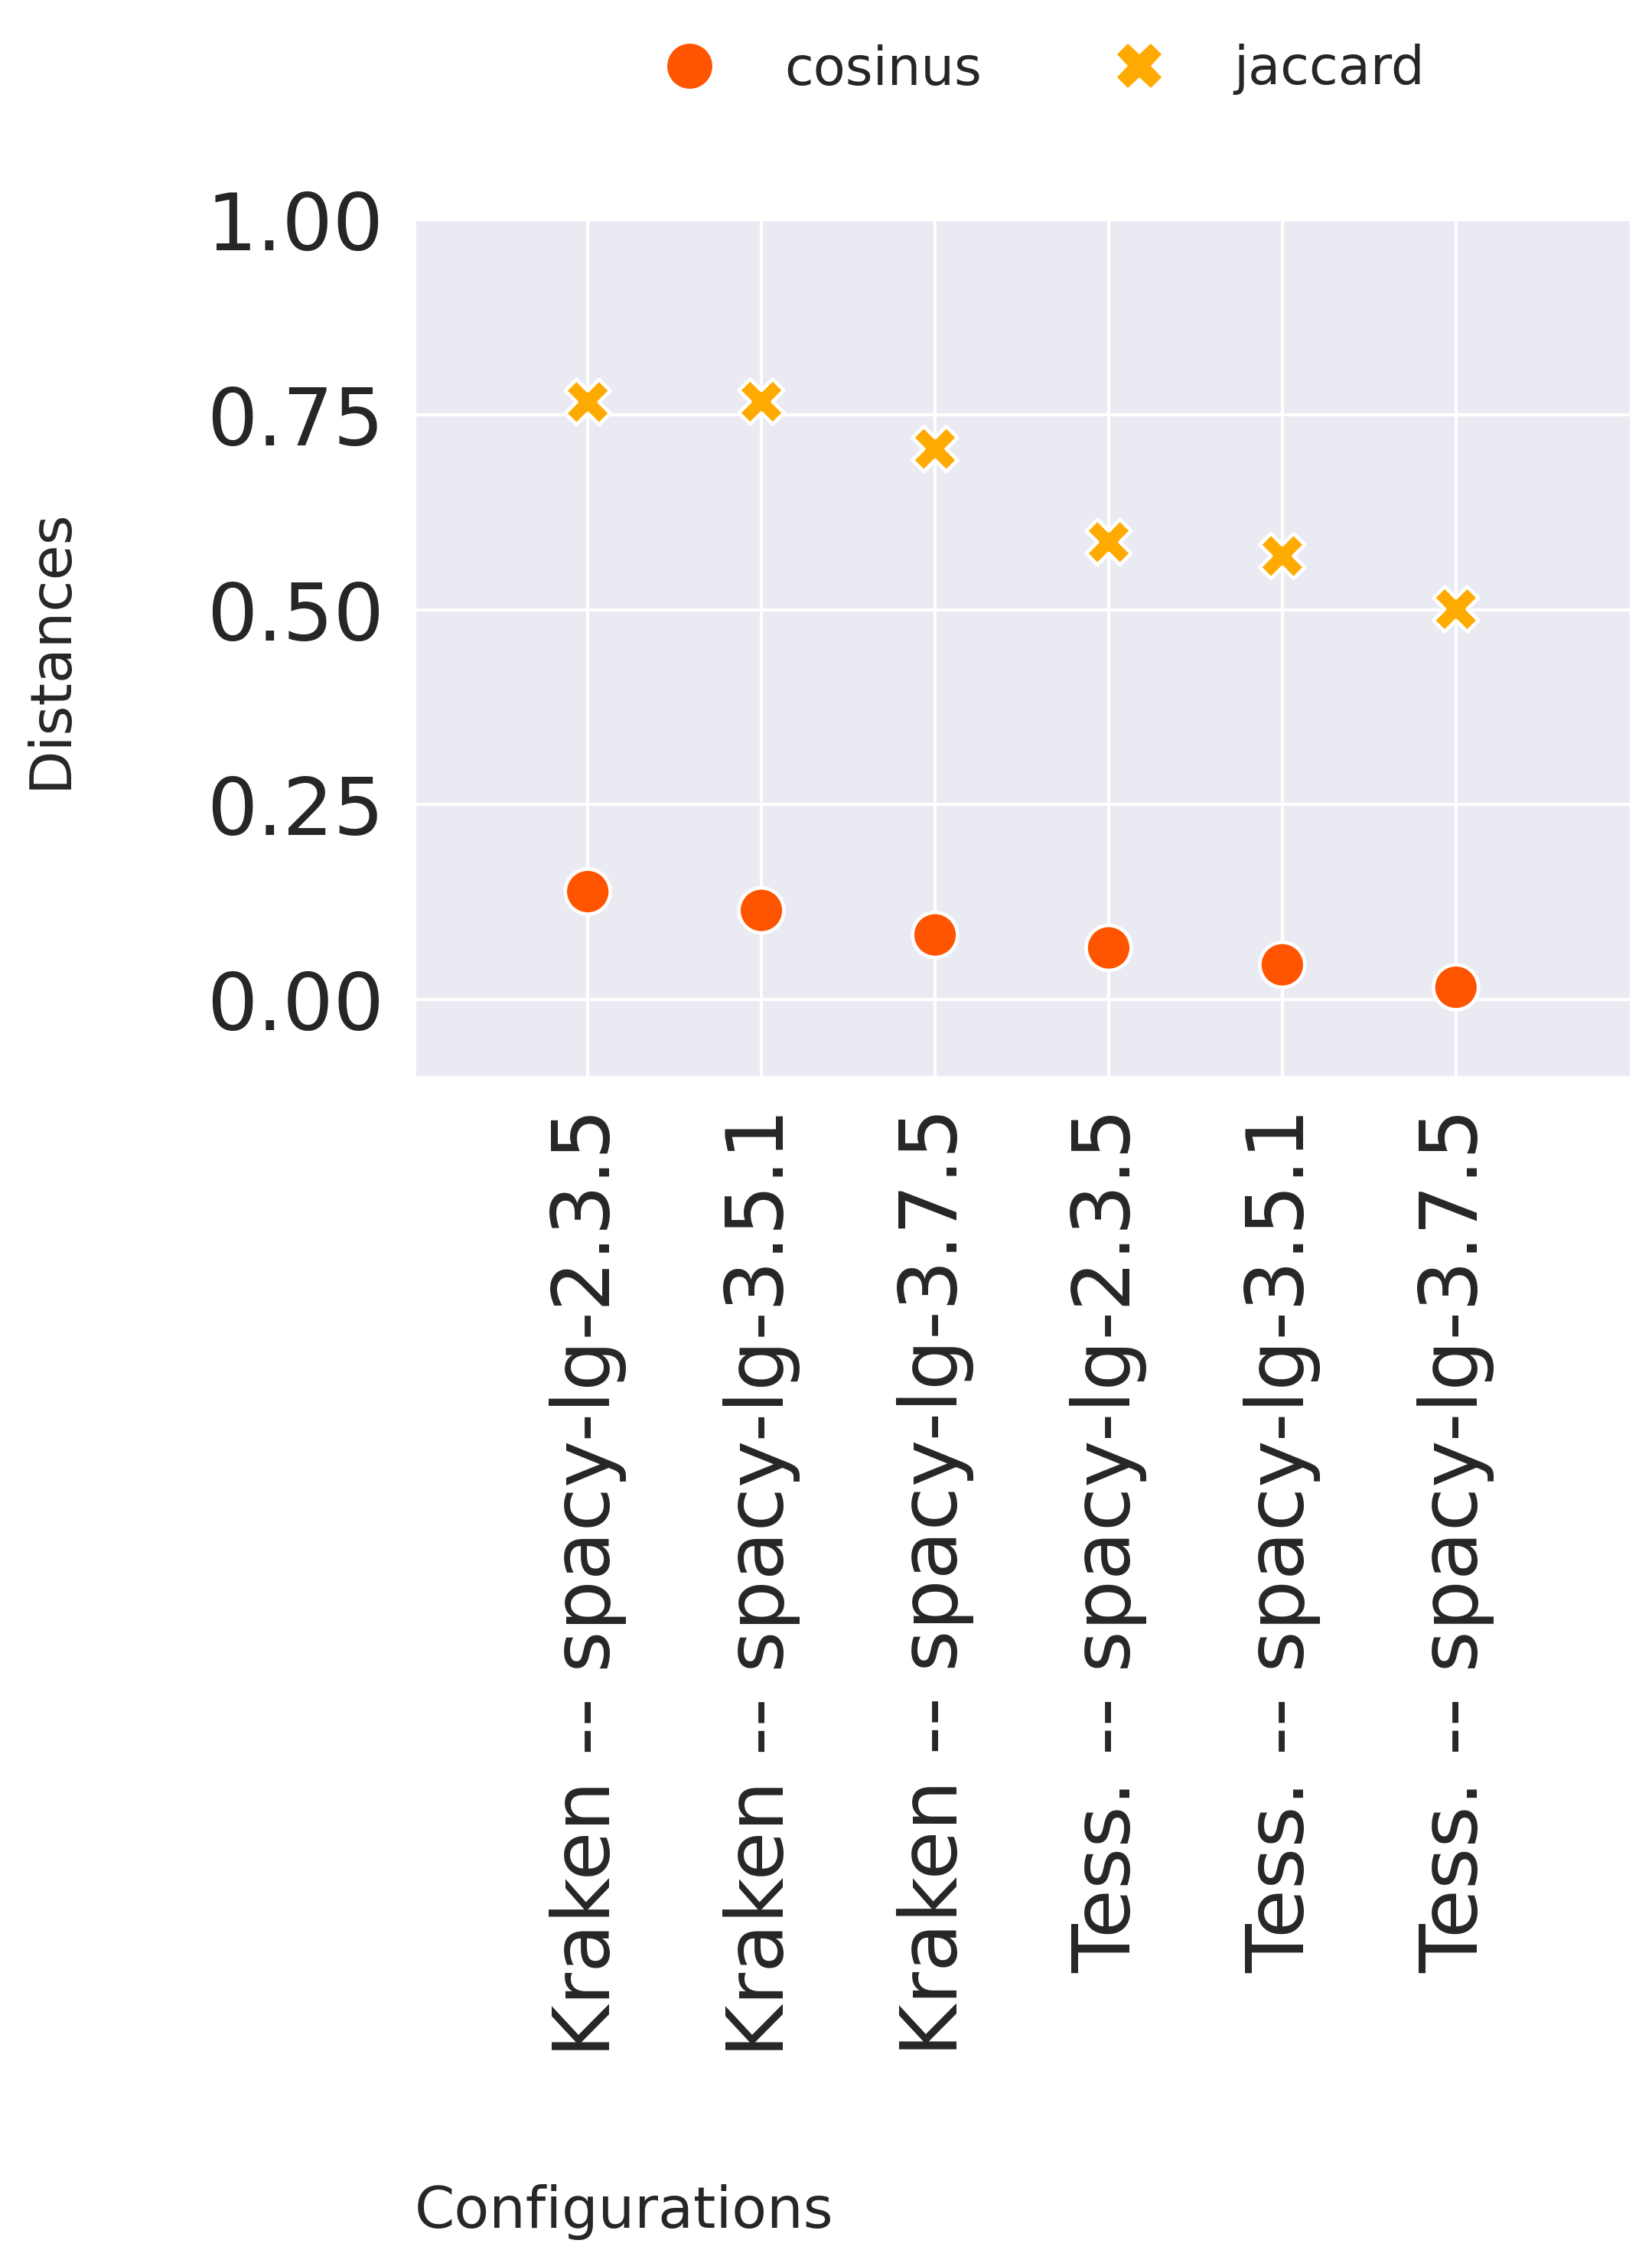 cosinus jaccard
1.00
0.75
0.50
0.25
0.00
Distances
Kraken -- spacy-lg-2.3.5
Kraken -- spacy-lg-3.5.1
Kraken -- spacy-lg-3.7.5
Tess. -- spacy-lg-2.3.5
Tess. -- spacy-lg-3.5.1
Tess. -- spacy-lg-3.7.5
Configurations